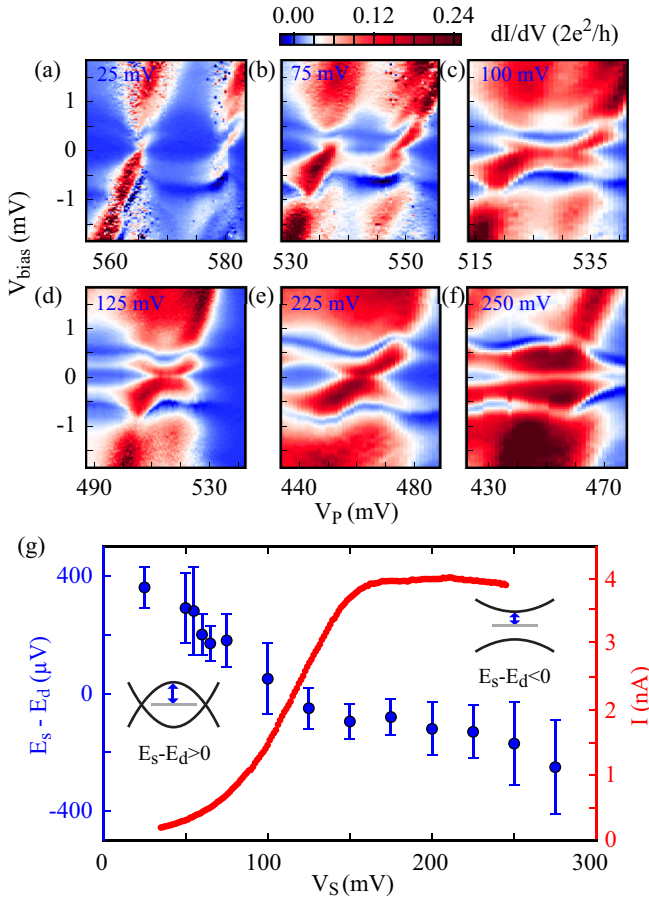 0.00 0.12 0.24 dI/dV (2e²/h)
(a) 25 mV (b) 75 mV (c) 100 mV
1
0
-1
560 580 530 550 515 535
V_bias (mV)
(d) 125 mV (e) 225 mV (f) 250 mV
1
0
-1
490 530 440 480 430 470
V_P (mV)
(g)
400
0
-400
E_s - E_d (μV)
E_s-E_d>0
E_s-E_d<0
4
3
2
1
0
I (nA)
0 100 200 300
V_S (mV)